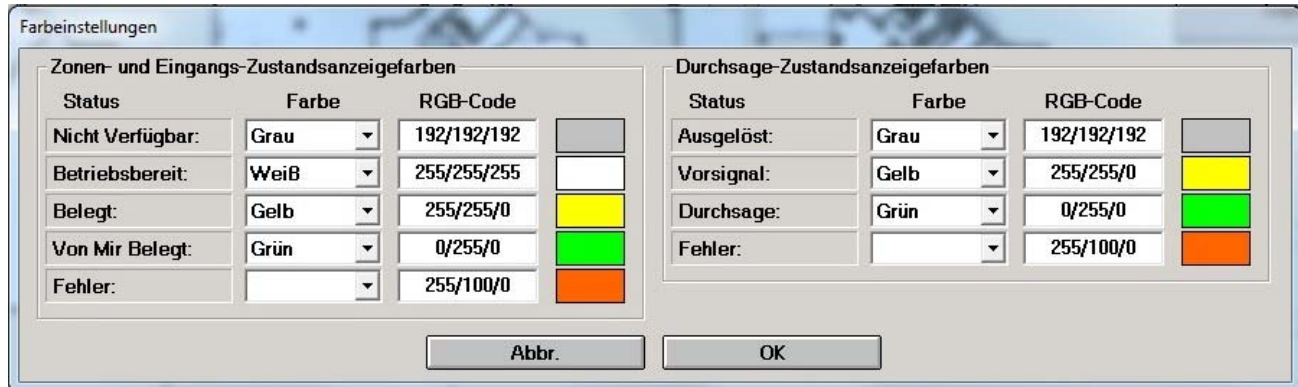 Farbeinstellungen
Zonen- und Eingangs-Zustandsanzeigefarben
Status Farbe RGB-Code
Nicht Verfügbar: Grau 192/192/192
Betriebsbereit: Weiß 255/255/255
Belegt: Gelb 255/255/0
Von Mir Belegt: Grün 0/255/0
Fehler: 255/100/0
Durchsage-Zustandsanzeigefarben
Status Farbe RGB-Code
Ausgelöst: Grau 192/192/192
Vorsignal: Gelb 255/255/0
Durchsage: Grün 0/255/0
Fehler: 255/100/0
Abbr. OK